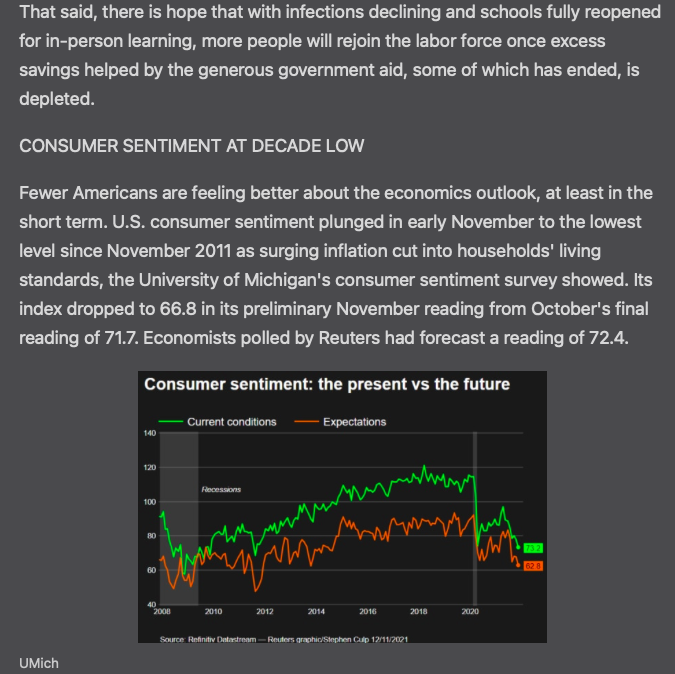 That said, there is hope that with infections declining and schools fully reopened
for in-person learning, more people will rejoin the labor force once excess
savings helped by the generous government aid, some of which has ended, is
depleted.
CONSUMER SENTIMENT AT DECADE LOW
Fewer Americans are feeling better about the economics outlook, at least in the
short term. U.S. consumer sentiment plunged in early November to the lowest
level since November 2011 as surging inflation cut into households' living
standards, the University of Michigan's consumer sentiment survey showed. Its
index dropped to 66.8 in its preliminary November reading from October's final
reading of 71.7. Economists polled by Reuters had forecast a reading of 72.4.
Consumer sentiment: the present vs the future
Current conditions Expectations
140
120
Recessions
100
80
73.2
62.8
60
40
2008 2010 2012 2014 2016 2018 2020
Source: Refinitiv Datastream — Reuters graphic/Stephen Culp 12/11/2021
UMich